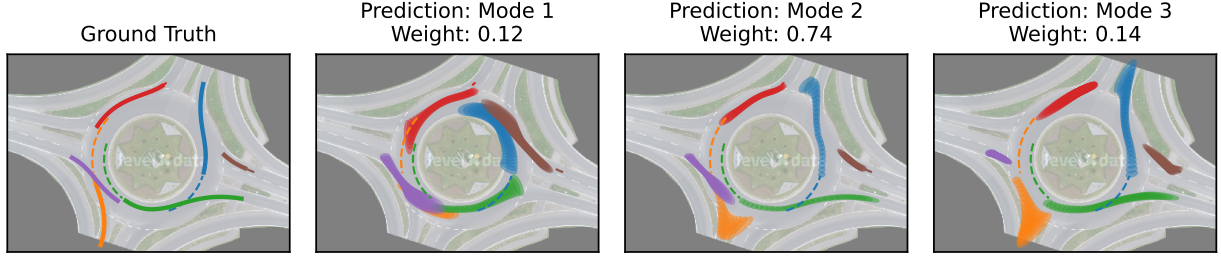 Ground Truth
Prediction: Mode 1
Weight: 0.12
Prediction: Mode 2
Weight: 0.74
Prediction: Mode 3
Weight: 0.14